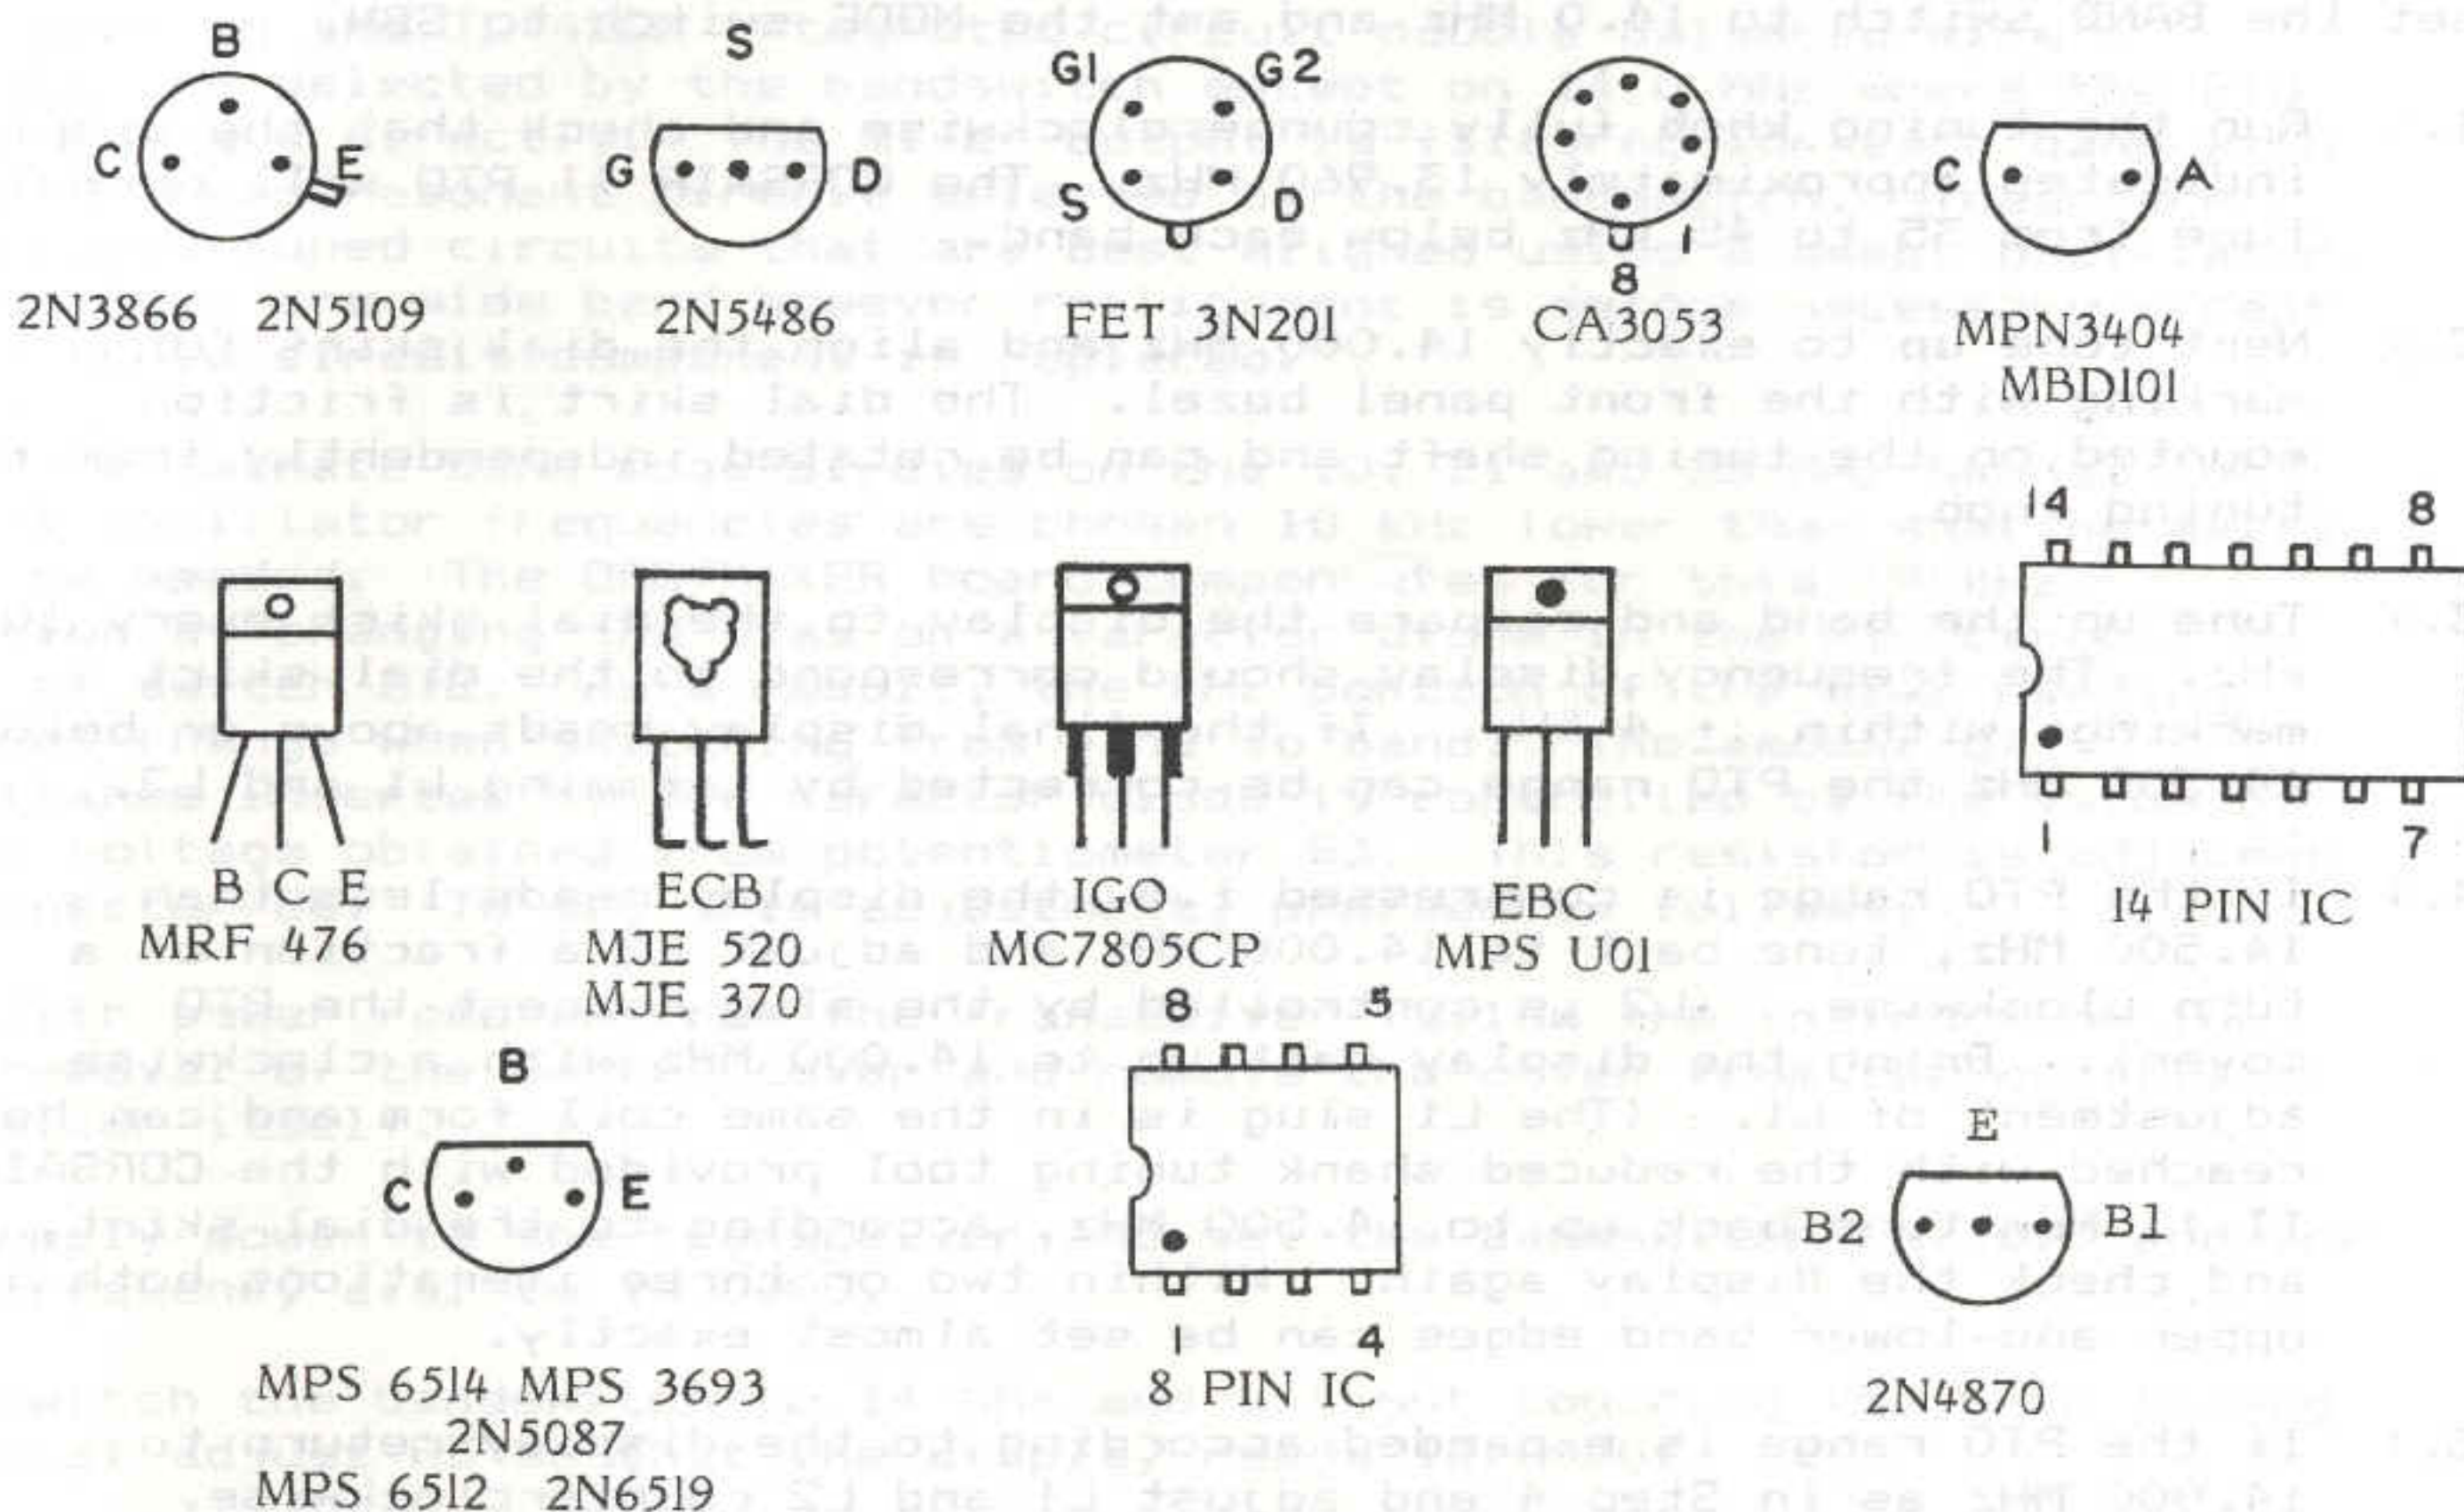 B
C E
2N3866 2N5109
S
G D
2N5486
G1 G2
S D
FET 3N201
8 1
CA3053
C A
MPN3404
MBD101
B C E
MRF 476
ECB
MJE 520
MJE 370
IGO
MC7805CP
EBC
MPS U01
14 8
1 7
14 PIN IC
B
C E
MPS 6514 MPS 3693
2N5087
MPS 6512 2N6519
8 5
1 4
8 PIN IC
E
B2 B1
2N4870